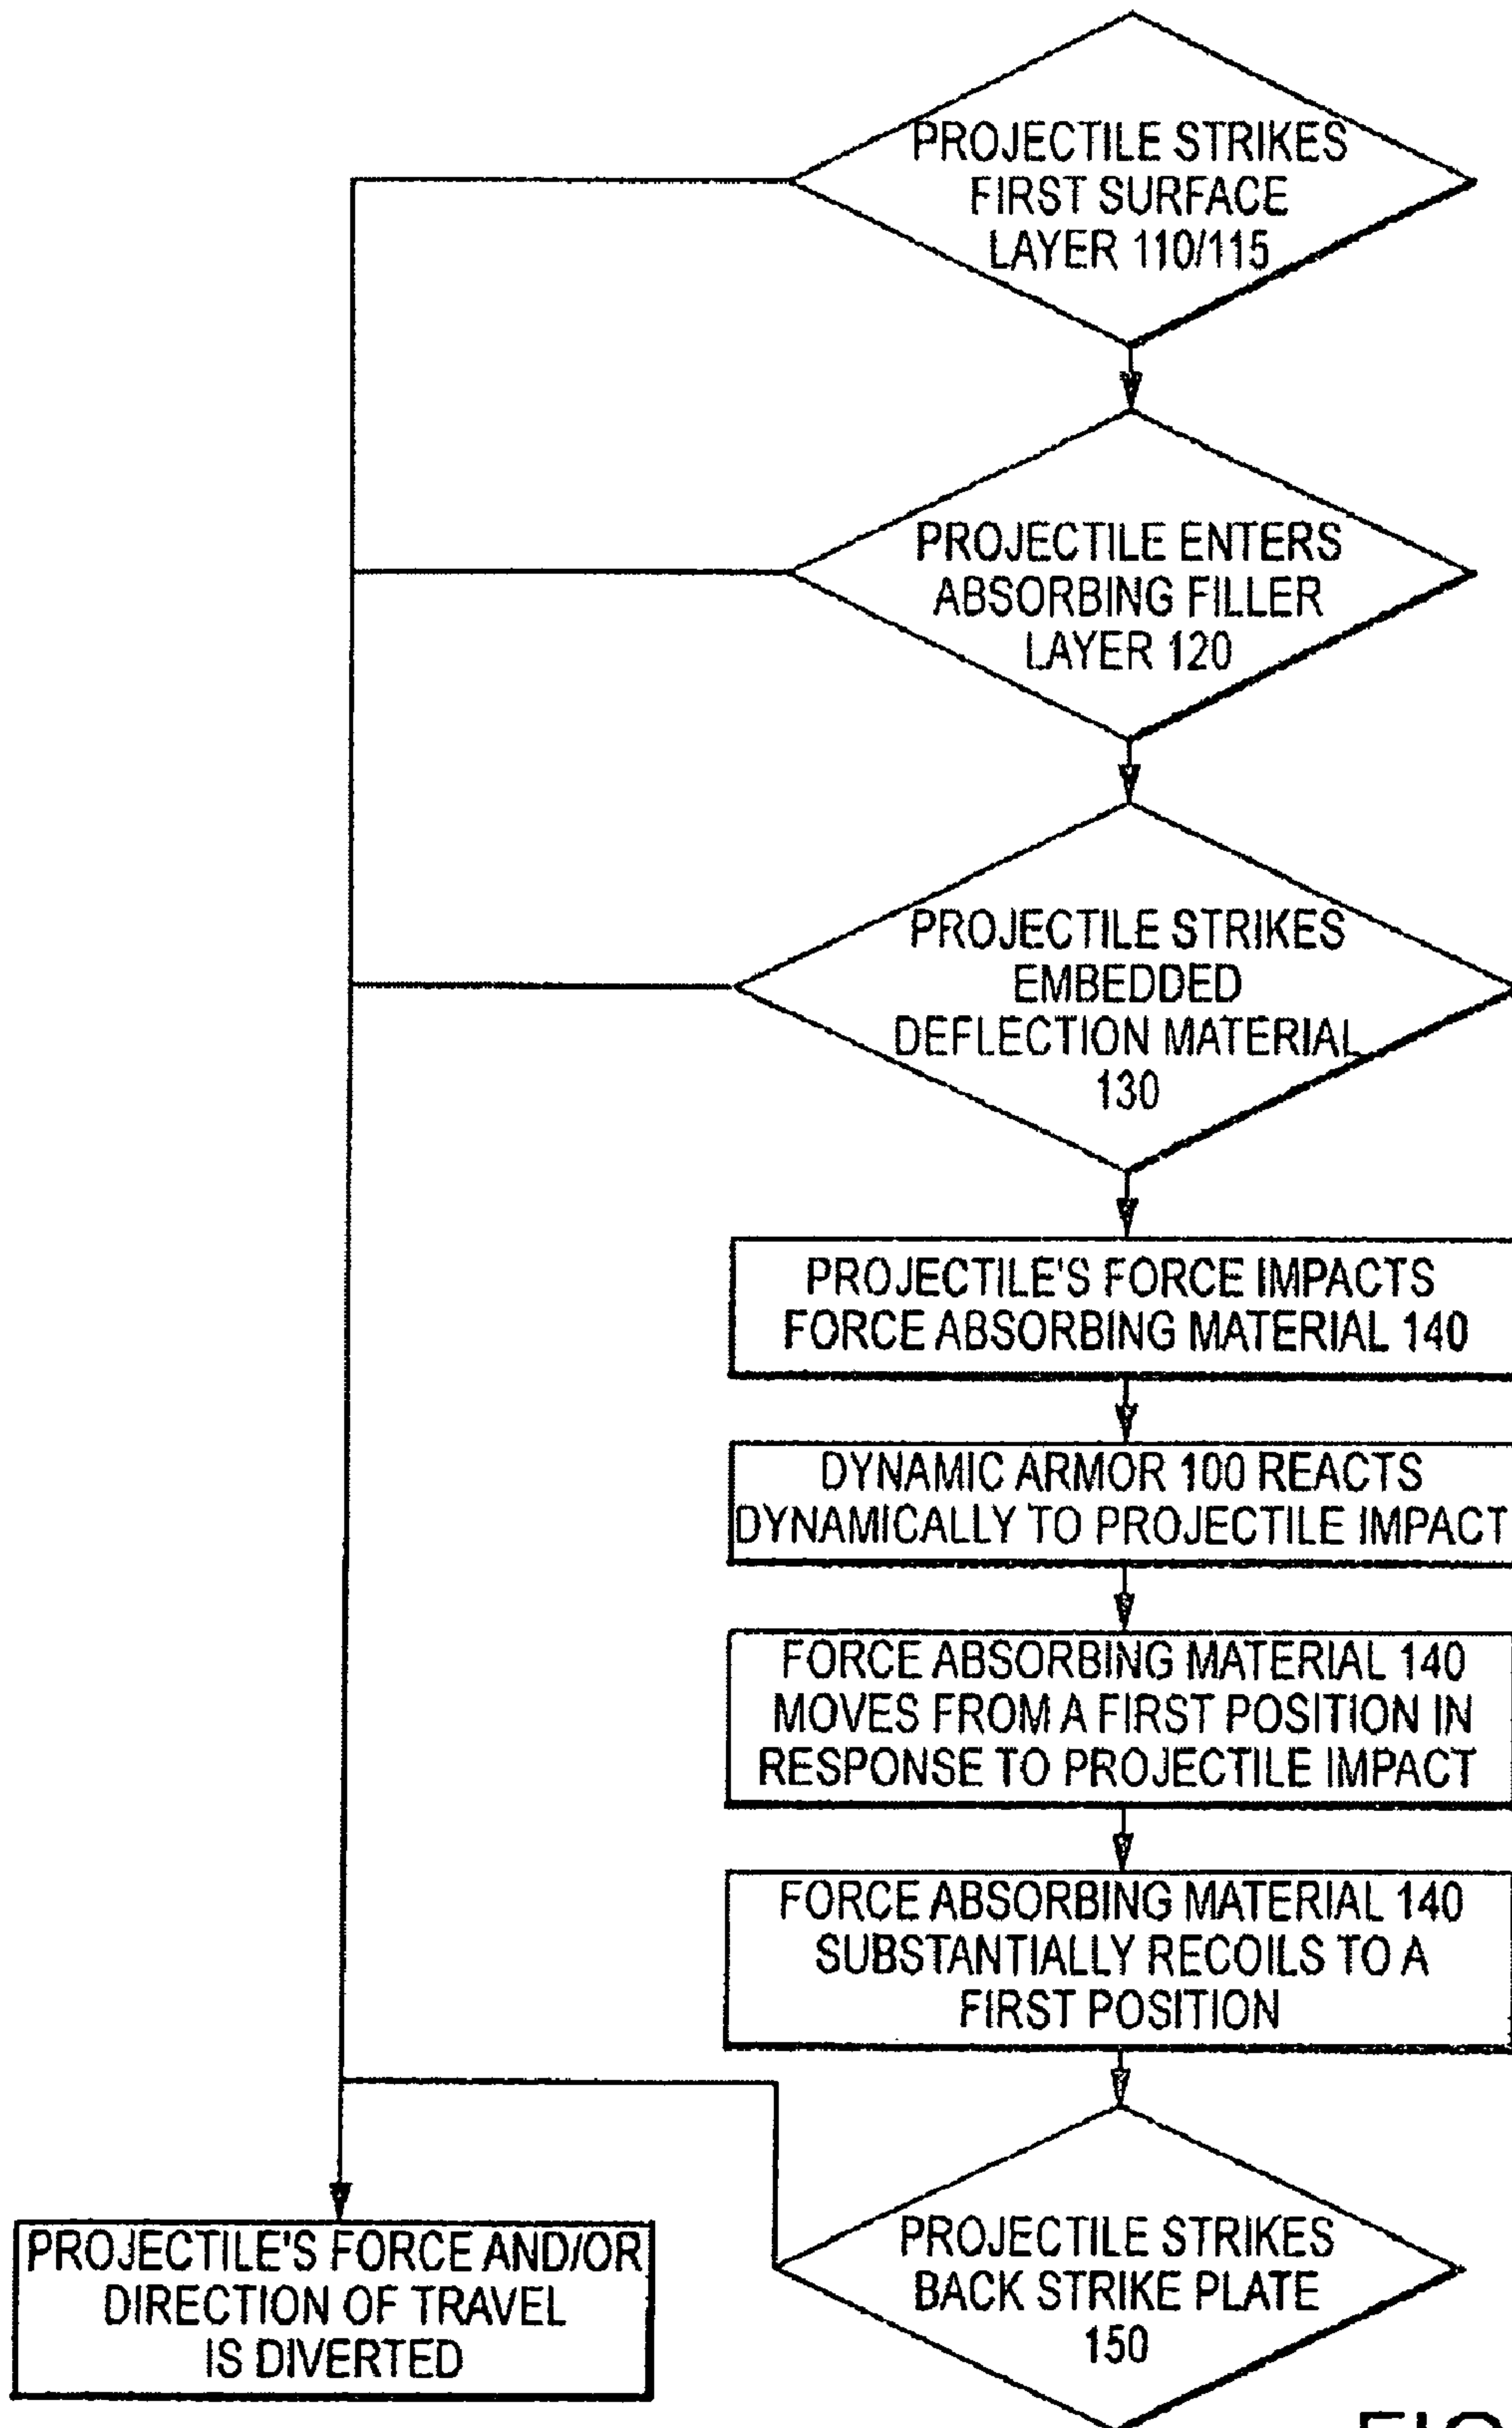 PROJECTILE STRIKES
FIRST SURFACE
LAYER 110/115
PROJECTILE ENTERS
ABSORBING FILLER
LAYER 120
PROJECTILE STRIKES
EMBEDDED
DEFLECTION MATERIAL
130
PROJECTILE'S FORCE IMPACTS
FORCE ABSORBING MATERIAL 140
DYNAMIC ARMOR 100 REACTS
DYNAMICALLY TO PROJECTILE IMPACT
FORCE ABSORBING MATERIAL 140
MOVES FROM A FIRST POSITION IN
RESPONSE TO PROJECTILE IMPACT
FORCE ABSORBING MATERIAL 140
SUBSTANTIALLY RECOILS TO A
FIRST POSITION
PROJECTILE STRIKES
BACK STRIKE PLATE
150
PROJECTILE'S FORCE AND/OR
DIRECTION OF TRAVEL
IS DIVERTED